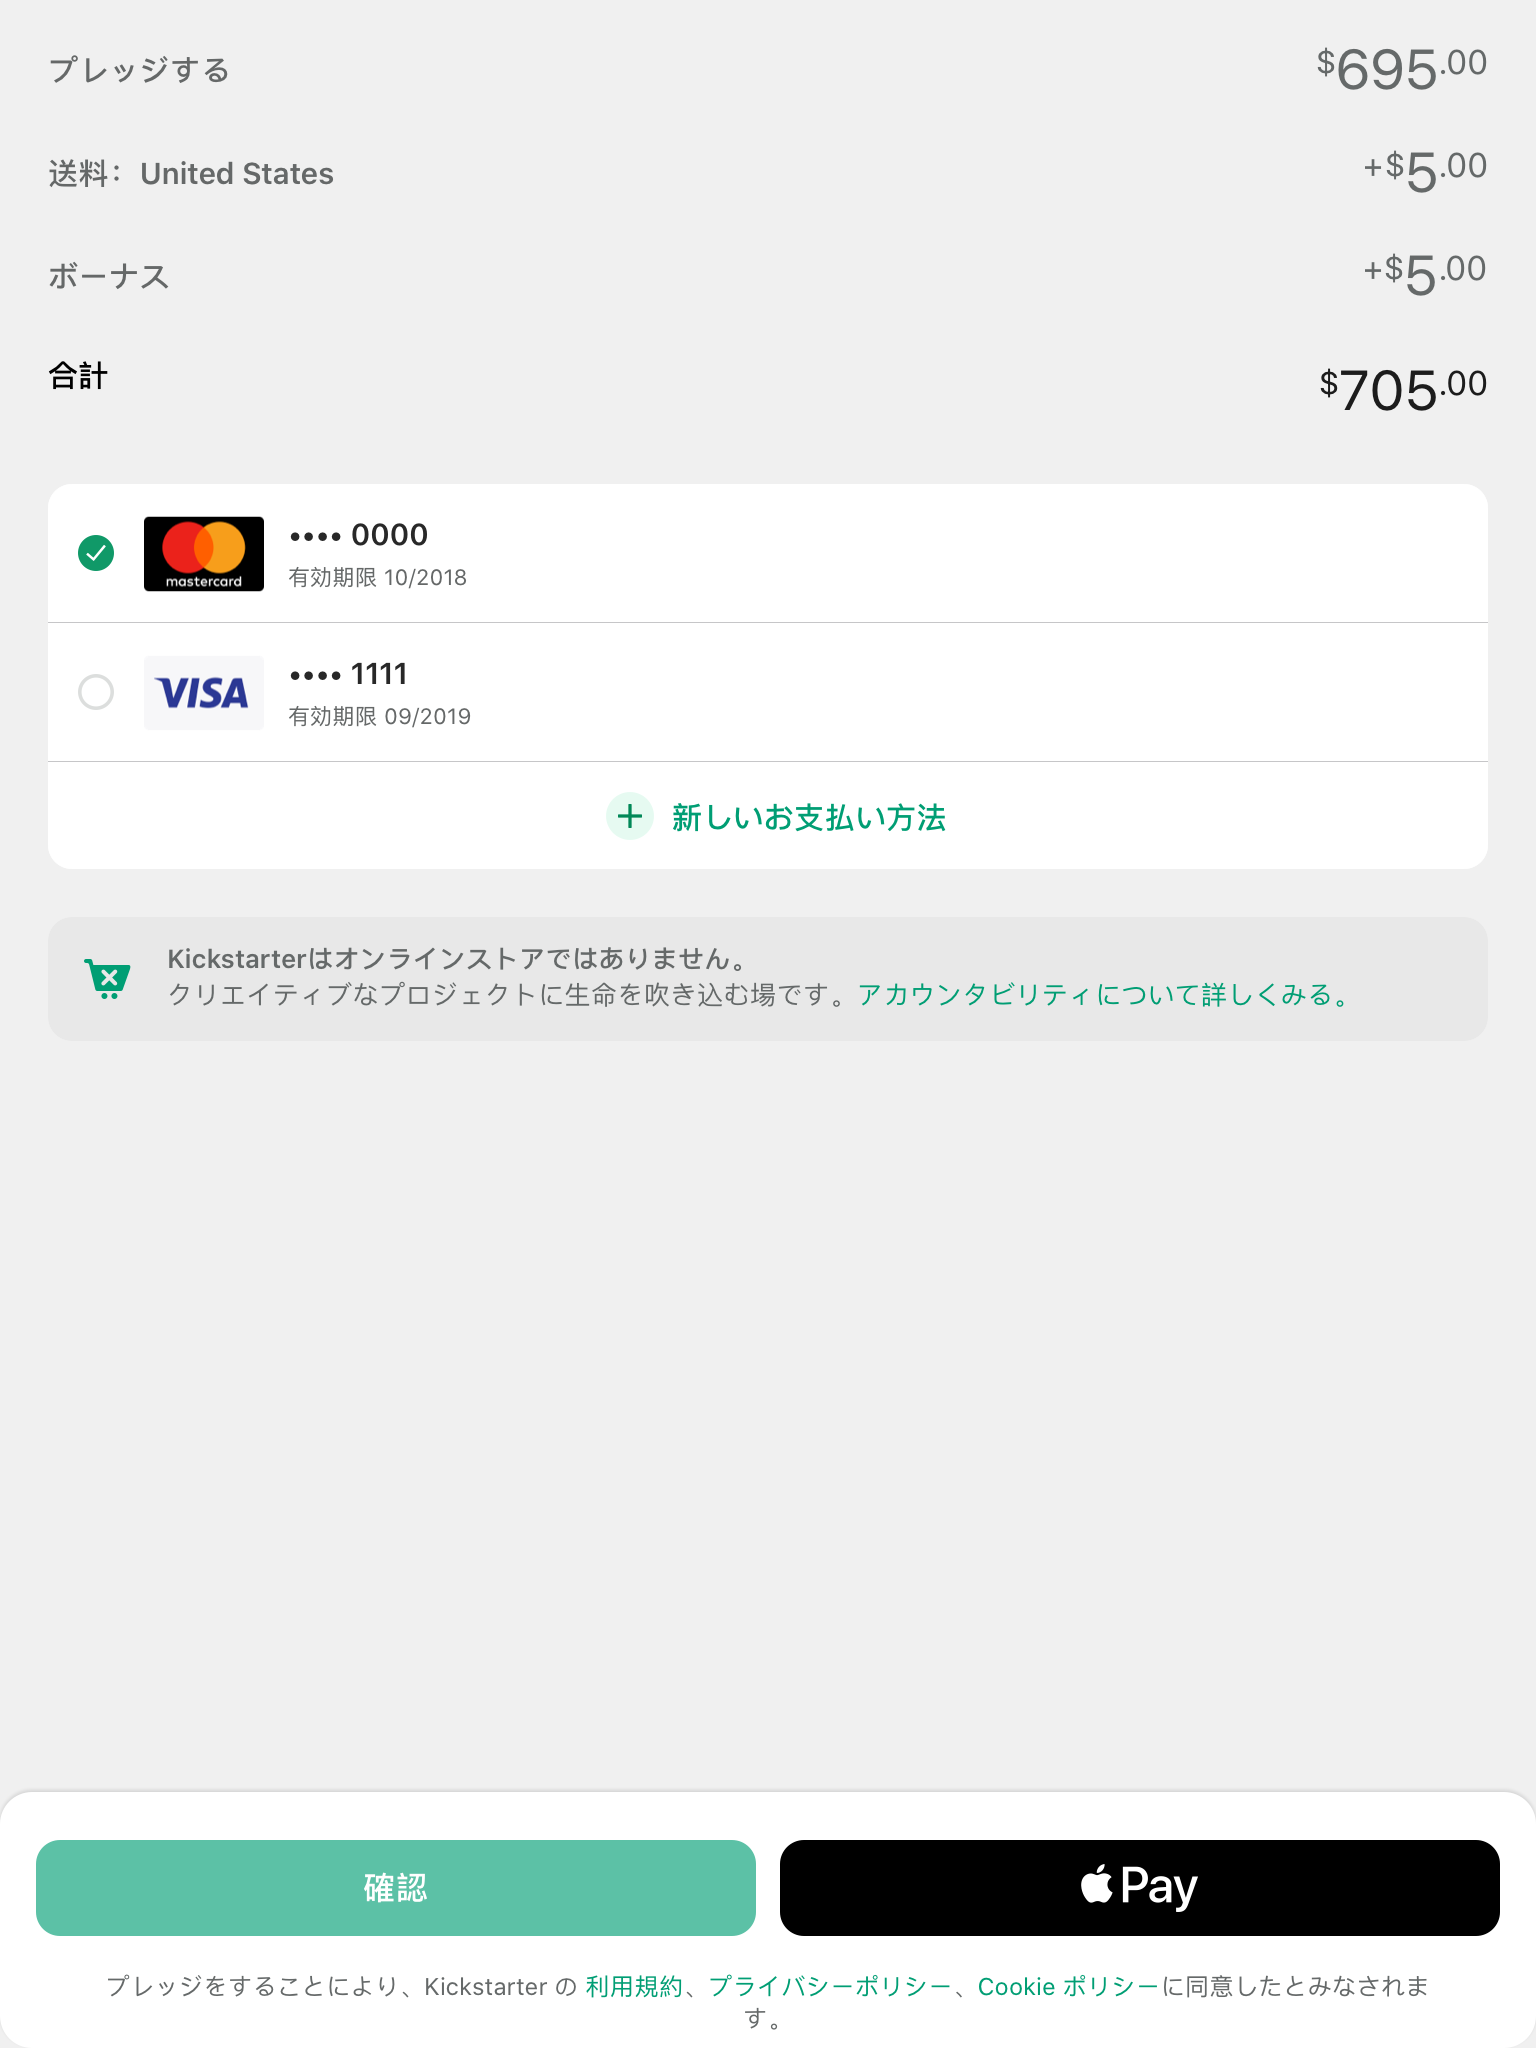 プレッジする $695.00
送料： United States +$5.00
ボーナス +$5.00
合計 $705.00
mastercard
•••• 0000
有効期限 10/2018
VISA
•••• 1111
有効期限 09/2019
新しいお支払い方法
Kickstarterはオンラインストアではありません。
クリエイティブなプロジェクトに生命を吹き込む場です。アカウンタビリティについて詳しくみる。
確認
Pay
プレッジをすることにより、Kickstarter の 利用規約、プライバシーポリシー、Cookie ポリシーに同意したとみなされま
す。